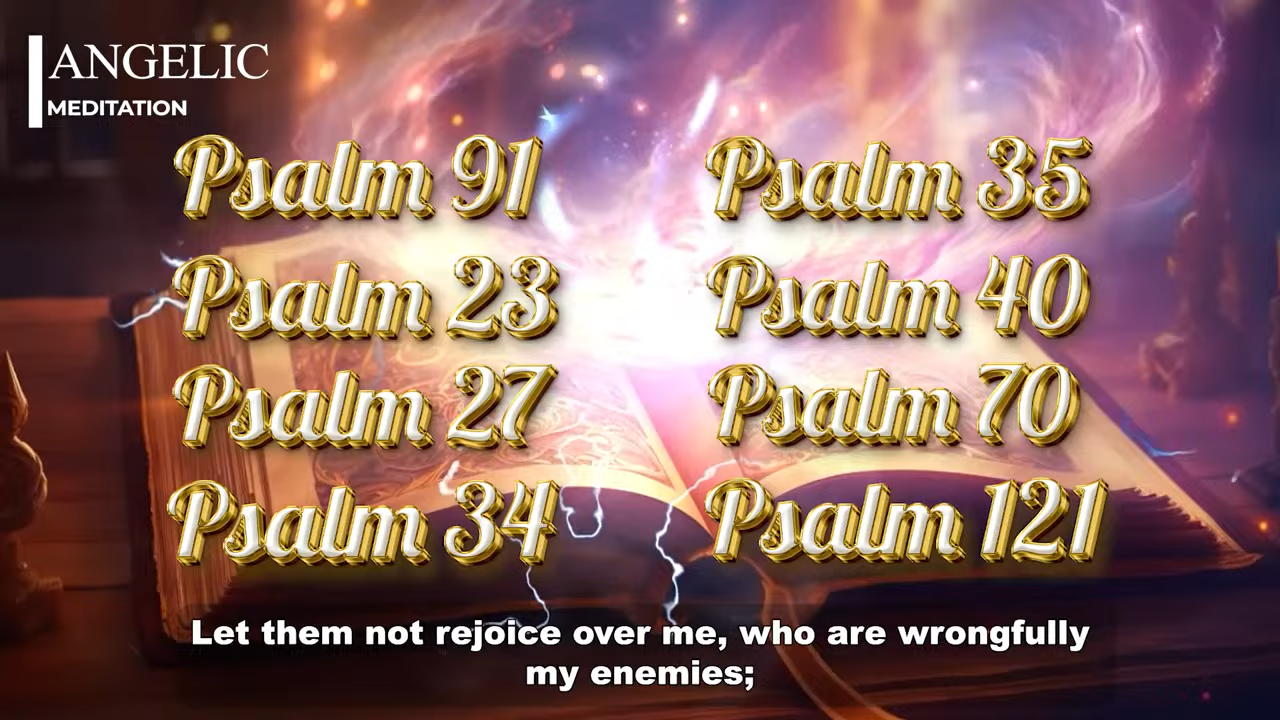 ANGELIC
MEDITATION
Psalm 91
Psalm 23
Psalm 27
Psalm 34
Psalm 35
Psalm 40
Psalm 70
Psalm 121
Let them not rejoice over me, who are wrongfully
my enemies;